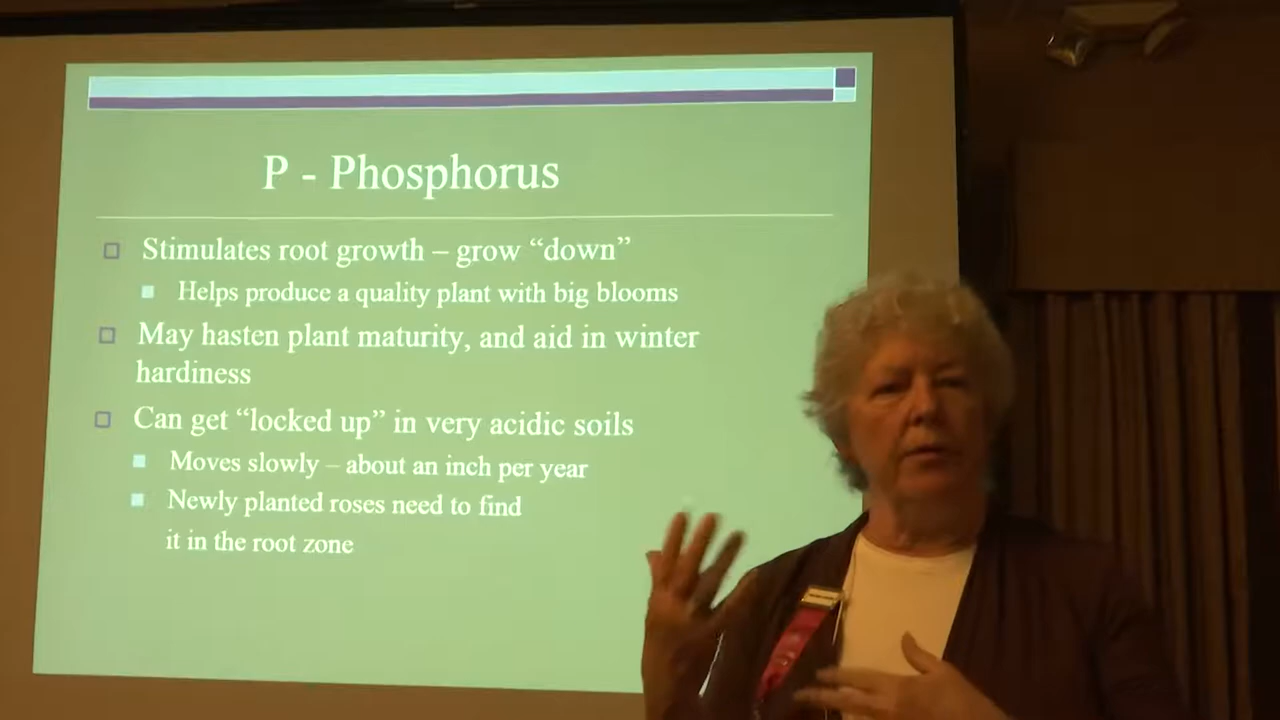 P - Phosphorus
Stimulates root growth – grow “down”
Helps produce a quality plant with big blooms
May hasten plant maturity, and aid in winter
hardiness
Can get “locked up” in very acidic soils
Moves slowly – about an inch per year
Newly planted roses need to find
it in the root zone